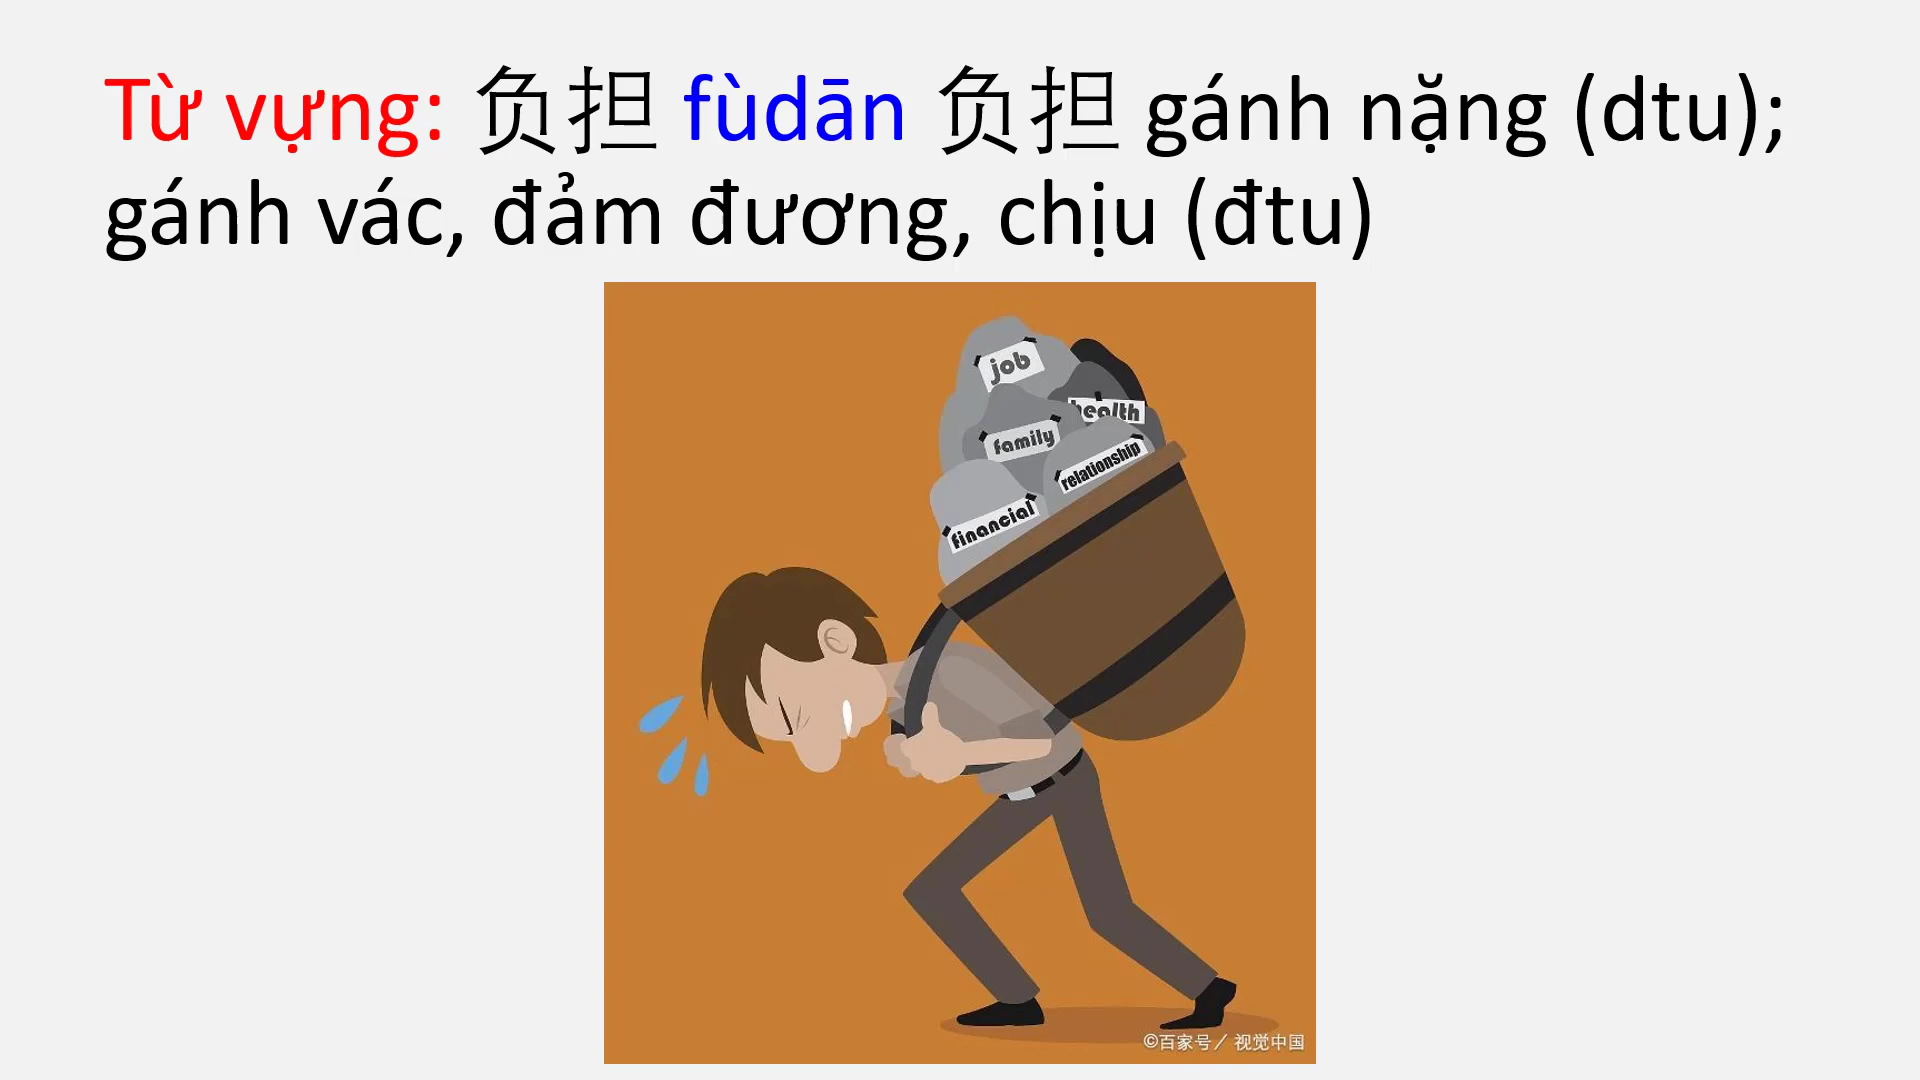 Từ vựng: 负担 fùdān 负担 gánh nặng (dtu);
gánh vác, đảm đương, chịu (đtu)
job
health
family
relationship
financial
©百家号／视觉中国